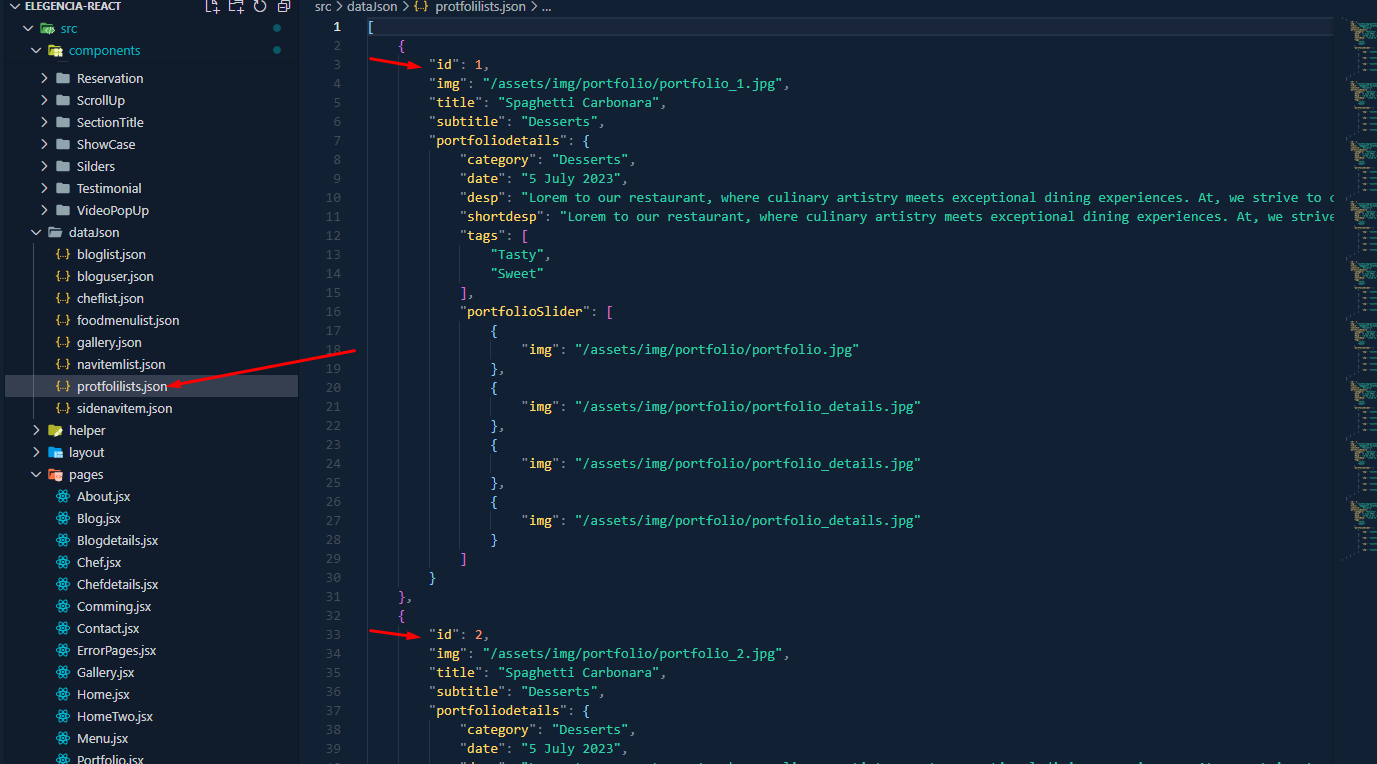 ELEGENCIA-REACT
src
components
Reservation
ScrollUp
SectionTitle
ShowCase
Silders
Testimonial
VideoPopUp
dataJson
bloglist.json
bloguser.json
cheflist.json
foodmenulist.json
gallery.json
navitemlist.json
protfolilists.json
sidenavitem.json
helper
layout
pages
About.jsx
Blog.jsx
Blogdetails.jsx
Chef.jsx
Chefdetails.jsx
Comming.jsx
Contact.jsx
ErrorPages.jsx
Gallery.jsx
Home.jsx
HomeTwo.jsx
Menu.jsx
Portfolio.jsx
src > dataJson > {..} protfolilists.json > ...
1 [
2 {
3 "id": 1,
4 "img": "/assets/img/portfolio/portfolio_1.jpg",
5 "title": "Spaghetti Carbonara",
6 "subtitle": "Desserts",
7 "portfoliodetails": {
8 "category": "Desserts",
9 "date": "5 July 2023",
10 "desp": "Lorem to our restaurant, where culinary artistry meets exceptional dining experiences. At, we strive to c
11 "shortdesp": "Lorem to our restaurant, where culinary artistry meets exceptional dining experiences. At, we strive
12 "tags": [
13 "Tasty",
14 "Sweet"
15 ],
16 "portfolioSlider": [
17 {
18 "img": "/assets/img/portfolio/portfolio.jpg"
19 },
20 {
21 "img": "/assets/img/portfolio/portfolio_details.jpg"
22 },
23 {
24 "img": "/assets/img/portfolio/portfolio_details.jpg"
25 },
26 {
27 "img": "/assets/img/portfolio/portfolio_details.jpg"
28 }
29 ]
30 }
31 },
32 {
33 "id": 2,
34 "img": "/assets/img/portfolio/portfolio_2.jpg",
35 "title": "Spaghetti Carbonara",
36 "subtitle": "Desserts",
37 "portfoliodetails": {
38 "category": "Desserts",
39 "date": "5 July 2023",